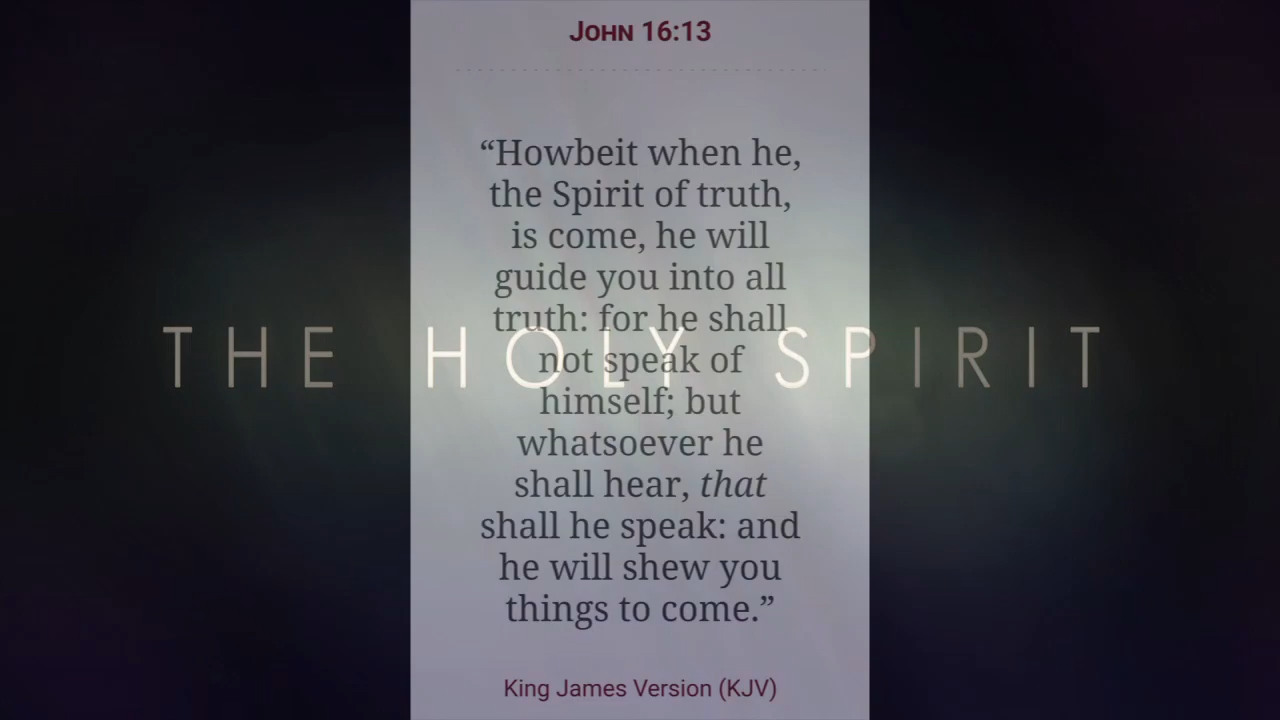 John 16:13
“Howbeit when he,
the Spirit of truth,
is come, he will
guide you into all
truth: for he shall
THE HOLY SPIRIT
not speak of
himself; but
whatsoever he
shall hear, that
shall he speak: and
he will shew you
things to come.”
King James Version (KJV)